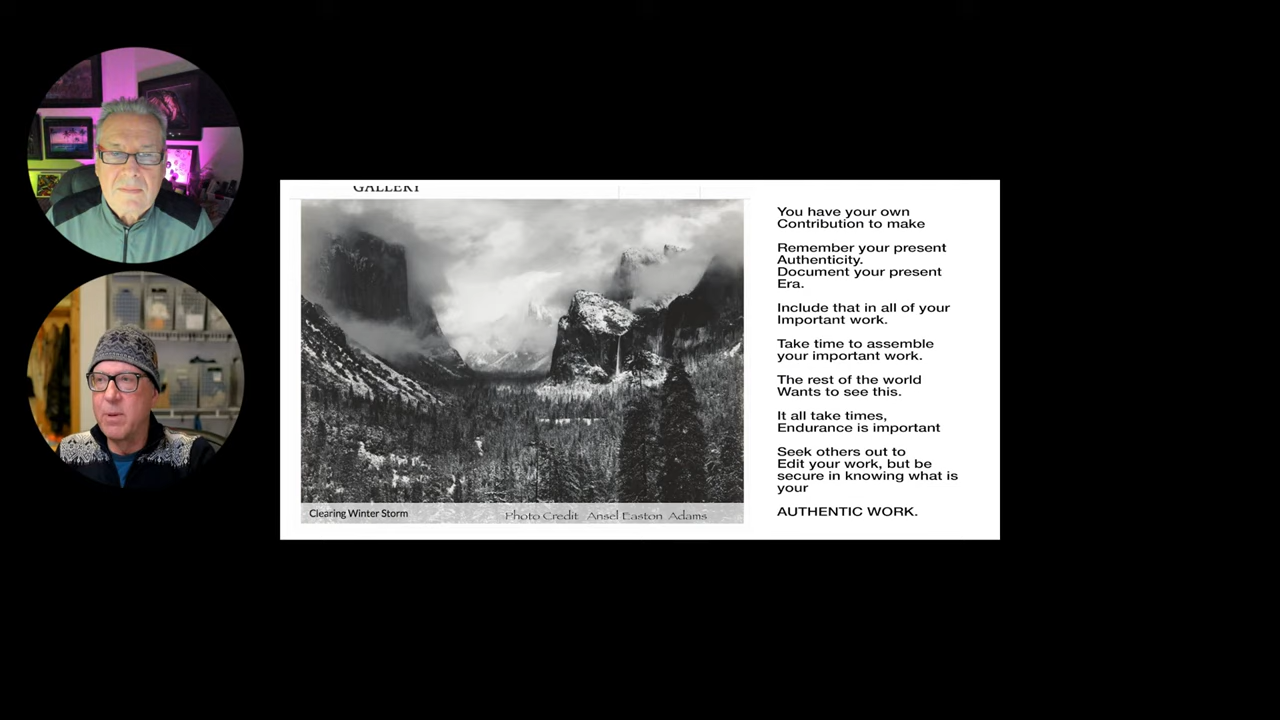 GALLERY
Clearing Winter Storm
Photo Credit Ansel Easton Adams
You have your own
Contribution to make
Remember your present
Authenticity.
Document your present
Era.
Include that in all of your
Important work.
Take time to assemble
your important work.
The rest of the world
Wants to see this.
It all take times,
Endurance is important
Seek others out to
Edit your work, but be
secure in knowing what is
your
AUTHENTIC WORK.